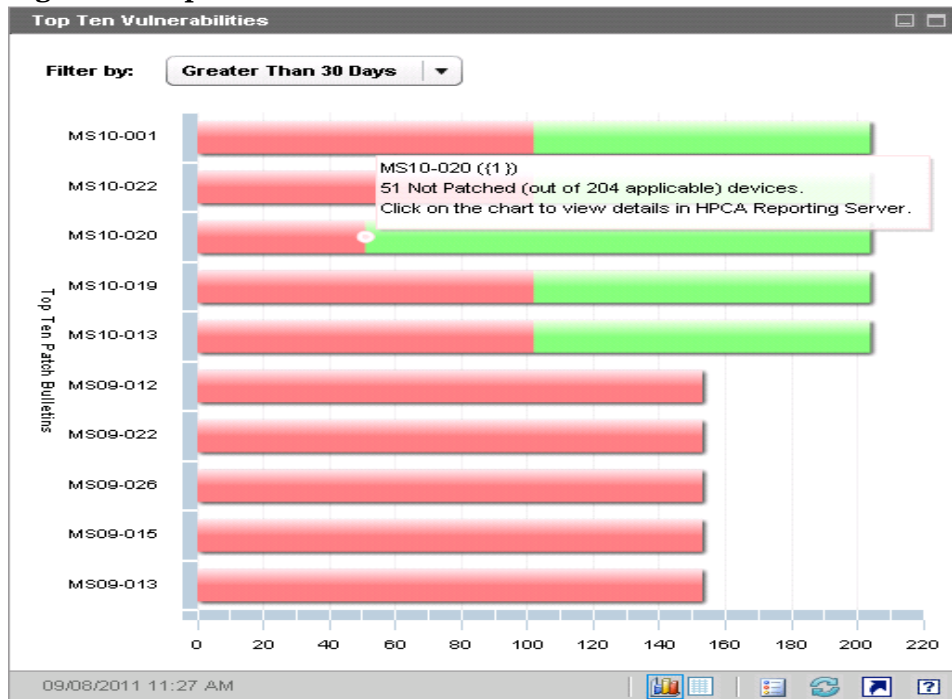 Top Ten Vulnerabilities
Filter by: Greater Than 30 Days
MS10-001
MS10-022
MS10-020
MS10-019
MS10-013
MS09-012
MS09-022
MS09-026
MS09-015
MS09-013
Top Ten Patch Bulletins
MS10-020 ({1})
51 Not Patched (out of 204 applicable) devices.
Click on the chart to view details in HPCA Reporting Server.
0 20 40 60 80 100 120 140 160 180 200 220
09/08/2011 11:27 AM
?